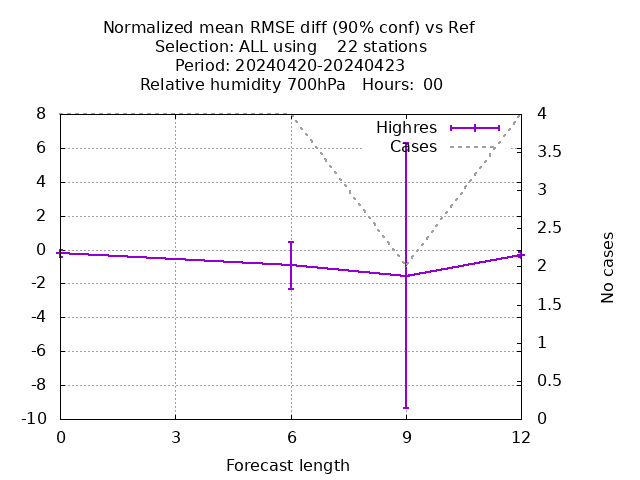 Normalized mean RMSE diff (90% conf) vs Ref
Selection: ALL using    22 stations
Period: 20240420-20240423
Relative humidity 700hPa   Hours:  00
Highres
Cases
8
6
4
2
0
-2
-4
-6
-8
-10
4
3.5
3
2.5
2
1.5
1
0.5
0
No cases
0 3 6 9 12
Forecast length